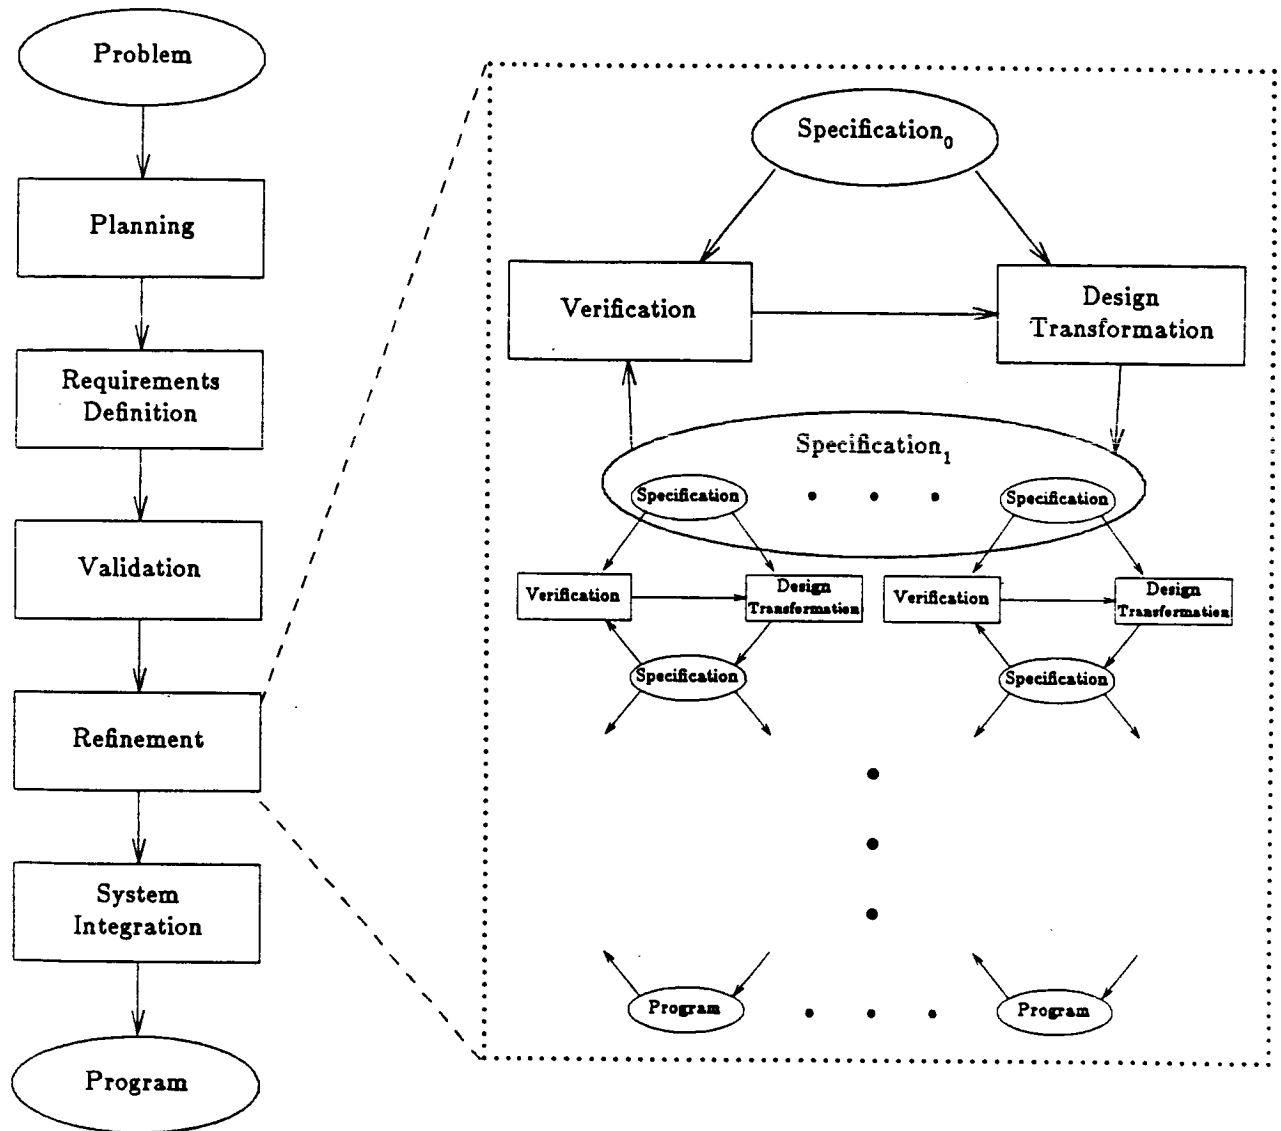 Problem
Planning
Requirements
Definition
Validation
Refinement
System
Integration
Program
Specification₀
Verification
Design
Transformation
Specification₁
Specification
Specification
Verification
Design
Transformation
Verification
Design
Transformation
Specification
Specification
Program
Program